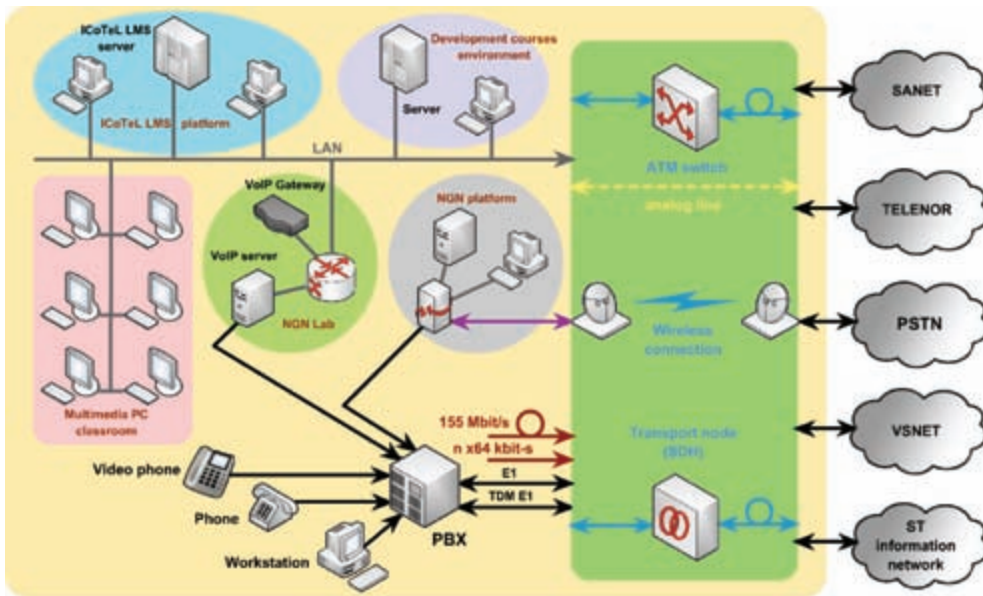 ICoTeL LMS
server
ICoTeL LMS platform
Development courses
environment
Server
LAN
VoIP Gateway
VoIP server
NGN Lab
NGN platform
Multimedia PC
classroom
Video phone
Phone
Workstation
PBX
155 Mbit/s
n x64 kbit-s
E1
TDM E1
ATM switch
analog line
Wireless
connection
Transport node
(SDH)
SANET
TELENOR
PSTN
VSNET
ST
information
network